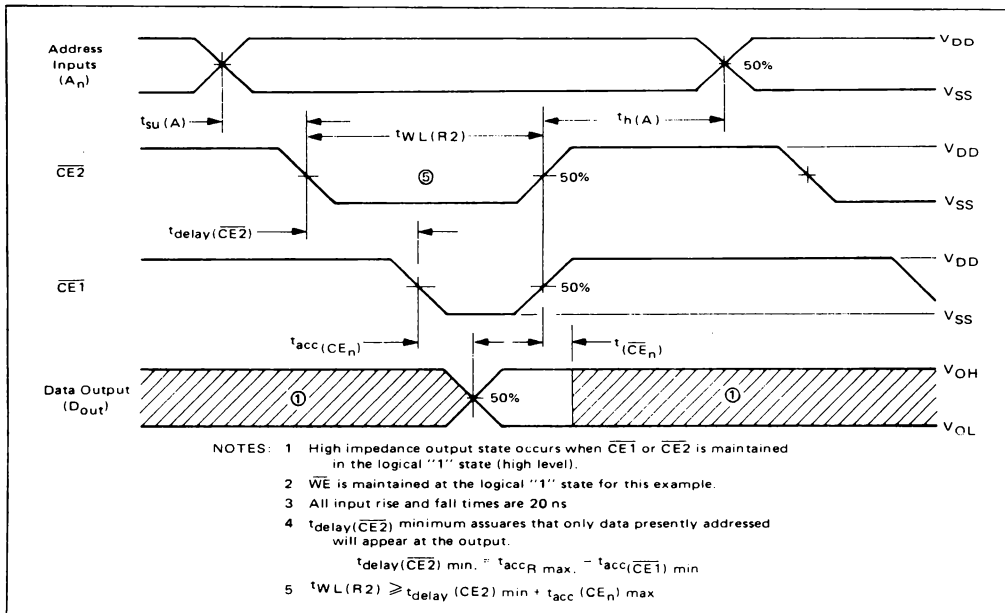 Address
Inputs
(An)
VDD
50%
VSS
tsu(A)
tWL(R2)
th(A)
CE2
⑤
50%
VDD
VSS
tdelay(CE2)
CE1
50%
VDD
VSS
tacc(CEn)
t(CEn)
Data Output
(Dout)
①
50%
①
VOH
VOL
NOTES: 1 High impedance output state occurs when CE1 or CE2 is maintained
in the logical "1" state (high level).
2 WE is maintained at the logical "1" state for this example.
3 All input rise and fall times are 20 ns
4 tdelay(CE2) minimum assuares that only data presently addressed
will appear at the output.
tdelay(CE2) min. = taccR max. - tacc(CE1) min
5 tWL(R2) ≥ tdelay (CE2) min + tacc (CEn) max